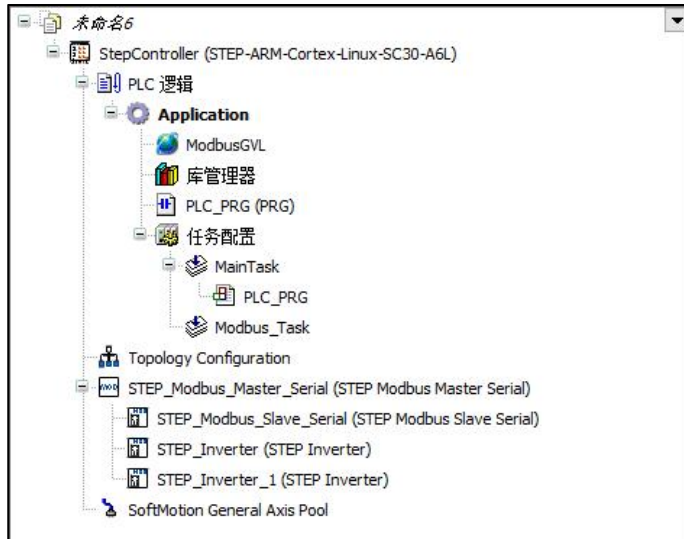 未命名6
StepController (STEP-ARM-Cortex-Linux-SC30-A6L)
PLC 逻辑
Application
ModbusGVL
库管理器
PLC_PRG (PRG)
任务配置
MainTask
PLC_PRG
Modbus_Task
Topology Configuration
STEP_Modbus_Master_Serial (STEP Modbus Master Serial)
STEP_Modbus_Slave_Serial (STEP Modbus Slave Serial)
STEP_Inverter (STEP Inverter)
STEP_Inverter_1 (STEP Inverter)
SoftMotion General Axis Pool